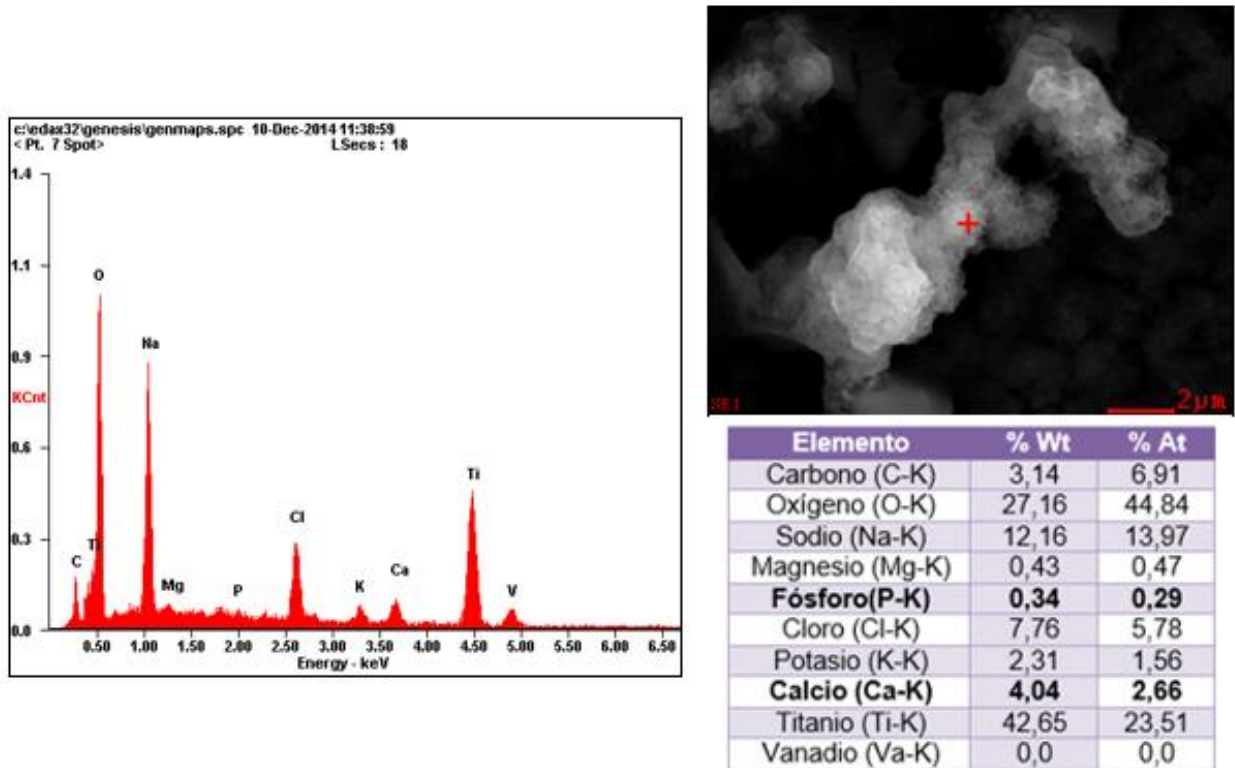 c:\edax32\genesis\genmaps.spc 10-Dec-2014 11:38:59
< Pt. 7 Spot> LSecs : 18
1.4
1.1
0.9
KCnt
0.6
0.3
0.0
C
Ti
O
Na
Mg
P
Cl
K
Ca
Ti
V
0.50 1.00 1.50 2.00 2.50 3.00 3.50 4.00 4.50 5.00 5.50 6.00 6.50
Energy - keV
SE1
2µm
Elemento % Wt % At
Carbono (C-K) 3,14 6,91
Oxígeno (O-K) 27,16 44,84
Sodio (Na-K) 12,16 13,97
Magnesio (Mg-K) 0,43 0,47
Fósforo(P-K) 0,34 0,29
Cloro (Cl-K) 7,76 5,78
Potasio (K-K) 2,31 1,56
Calcio (Ca-K) 4,04 2,66
Titanio (Ti-K) 42,65 23,51
Vanadio (Va-K) 0,0 0,0